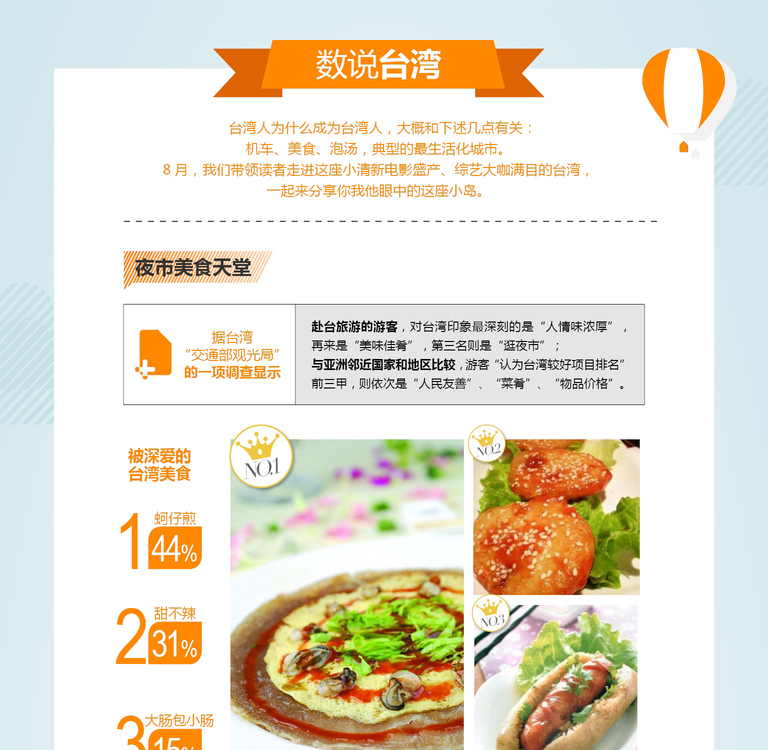 数说台湾
台湾人为什么成为台湾人，大概和下述几点有关：
机车、美食、泡汤，典型的最生活化城市。
8 月，我们带领读者走进这座小清新电影盛产、综艺大咖满目的台湾，
一起来分享你我他眼中的这座小岛。
夜市美食天堂
据台湾
“交通部观光局”
的一项调查显示
赴台旅游的游客，对台湾印象最深刻的是“人情味浓厚”，
再来是“美味佳肴”，第三名则是“逛夜市”；
与亚洲邻近国家和地区比较，游客“认为台湾较好项目排名”
前三甲，则依次是“人民友善”、“菜肴”、“物品价格”。
被深爱的
台湾美食
1 蚵仔煎
44%
2 甜不辣
31%
3 大肠包小肠
15%
NO.1
NO.2
NO.3